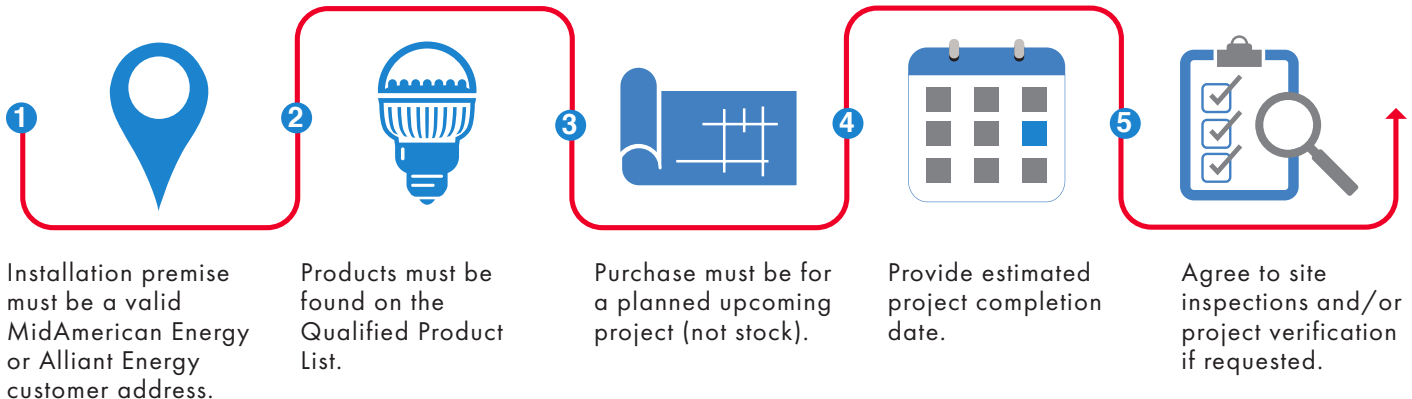 1
Installation premise
must be a valid
MidAmerican Energy
or Alliant Energy
customer address.
2
Products must be
found on the
Qualified Product
List.
3
Purchase must be for
a planned upcoming
project (not stock).
4
Provide estimated
project completion
date.
5
Agree to site
inspections and/or
project verification
if requested.